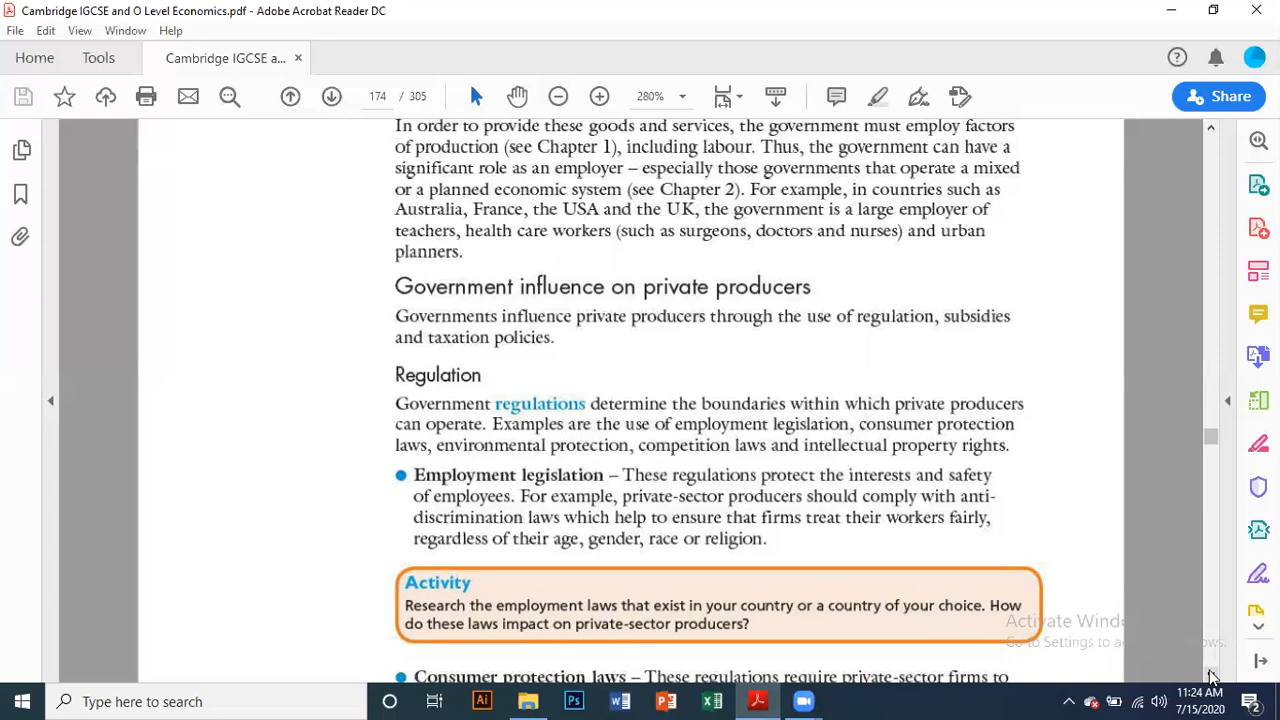 Cambridge IGCSE and O Level Economics.pdf - Adobe Acrobat Reader DC
File Edit View Window Help
Home Tools Cambridge IGCSE and... ×
174 / 305 280% Share
In order to provide these goods and services, the government must employ factors
of production (see Chapter 1), including labour. Thus, the government can have a
significant role as an employer – especially those governments that operate a mixed
or a planned economic system (see Chapter 2). For example, in countries such as
Australia, France, the USA and the UK, the government is a large employer of
teachers, health care workers (such as surgeons, doctors and nurses) and urban
planners.
Government influence on private producers
Governments influence private producers through the use of regulation, subsidies
and taxation policies.
Regulation
Government regulations determine the boundaries within which private producers
can operate. Examples are the use of employment legislation, consumer protection
laws, environmental protection, competition laws and intellectual property rights.
● Employment legislation – These regulations protect the interests and safety
of employees. For example, private-sector producers should comply with anti-
discrimination laws which help to ensure that firms treat their workers fairly,
regardless of their age, gender, race or religion.
Activity
Research the employment laws that exist in your country or a country of your choice. How
do these laws impact on private-sector producers?
Activate Windo
Go to Settings to ac ows.
● Consumer protection laws – These regulations require private-sector firms to
Type here to search
11:24 AM
7/15/2020
2